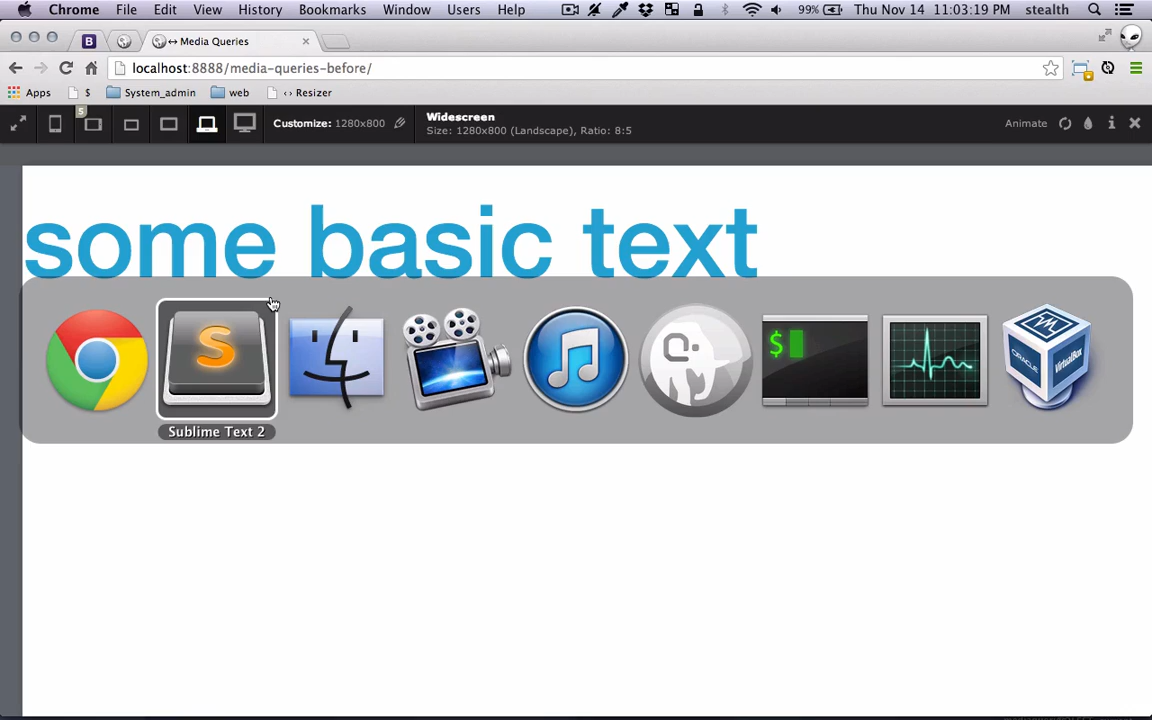 Chrome File Edit View History Bookmarks Window Users Help 99% Thu Nov 14 11:03:19 PM stealth
B ↔ Media Queries ×
localhost:8888/media-queries-before/
Apps $ System_admin web ‹› Resizer
S
Customize: 1280x800 Widescreen Animate
Size: 1280x800 (Landscape), Ratio: 8:5
some basic text
S $
ORACLE VirtualBox
Sublime Text 2